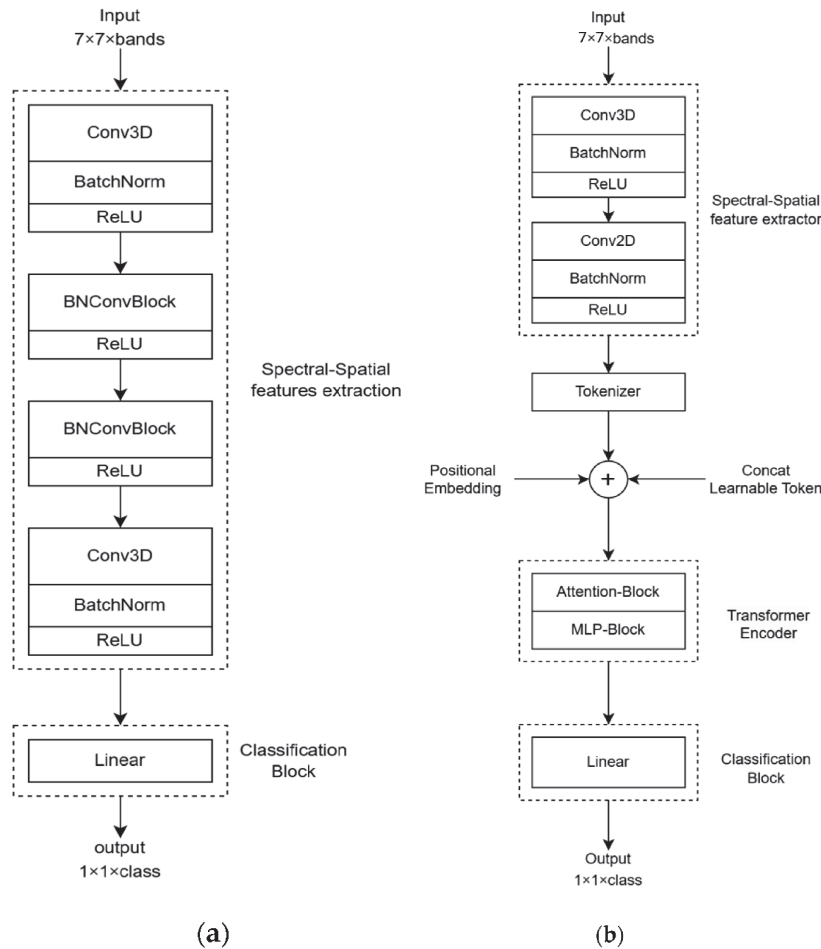 Input
7×7×bands
Conv3D
BatchNorm
ReLU
BNConvBlock
ReLU
BNConvBlock
ReLU
Conv3D
BatchNorm
ReLU
Spectral-Spatial
features extraction
Linear
Classification
Block
output
1×1×class
(a)
Input
7×7×bands
Conv3D
BatchNorm
ReLU
Conv2D
BatchNorm
ReLU
Spectral-Spatial
feature extractor
Tokenizer
Positional
Embedding
+
Concat
Learnable Token
Attention-Block
MLP-Block
Transformer
Encoder
Linear
Classification
Block
Output
1×1×class
(b)